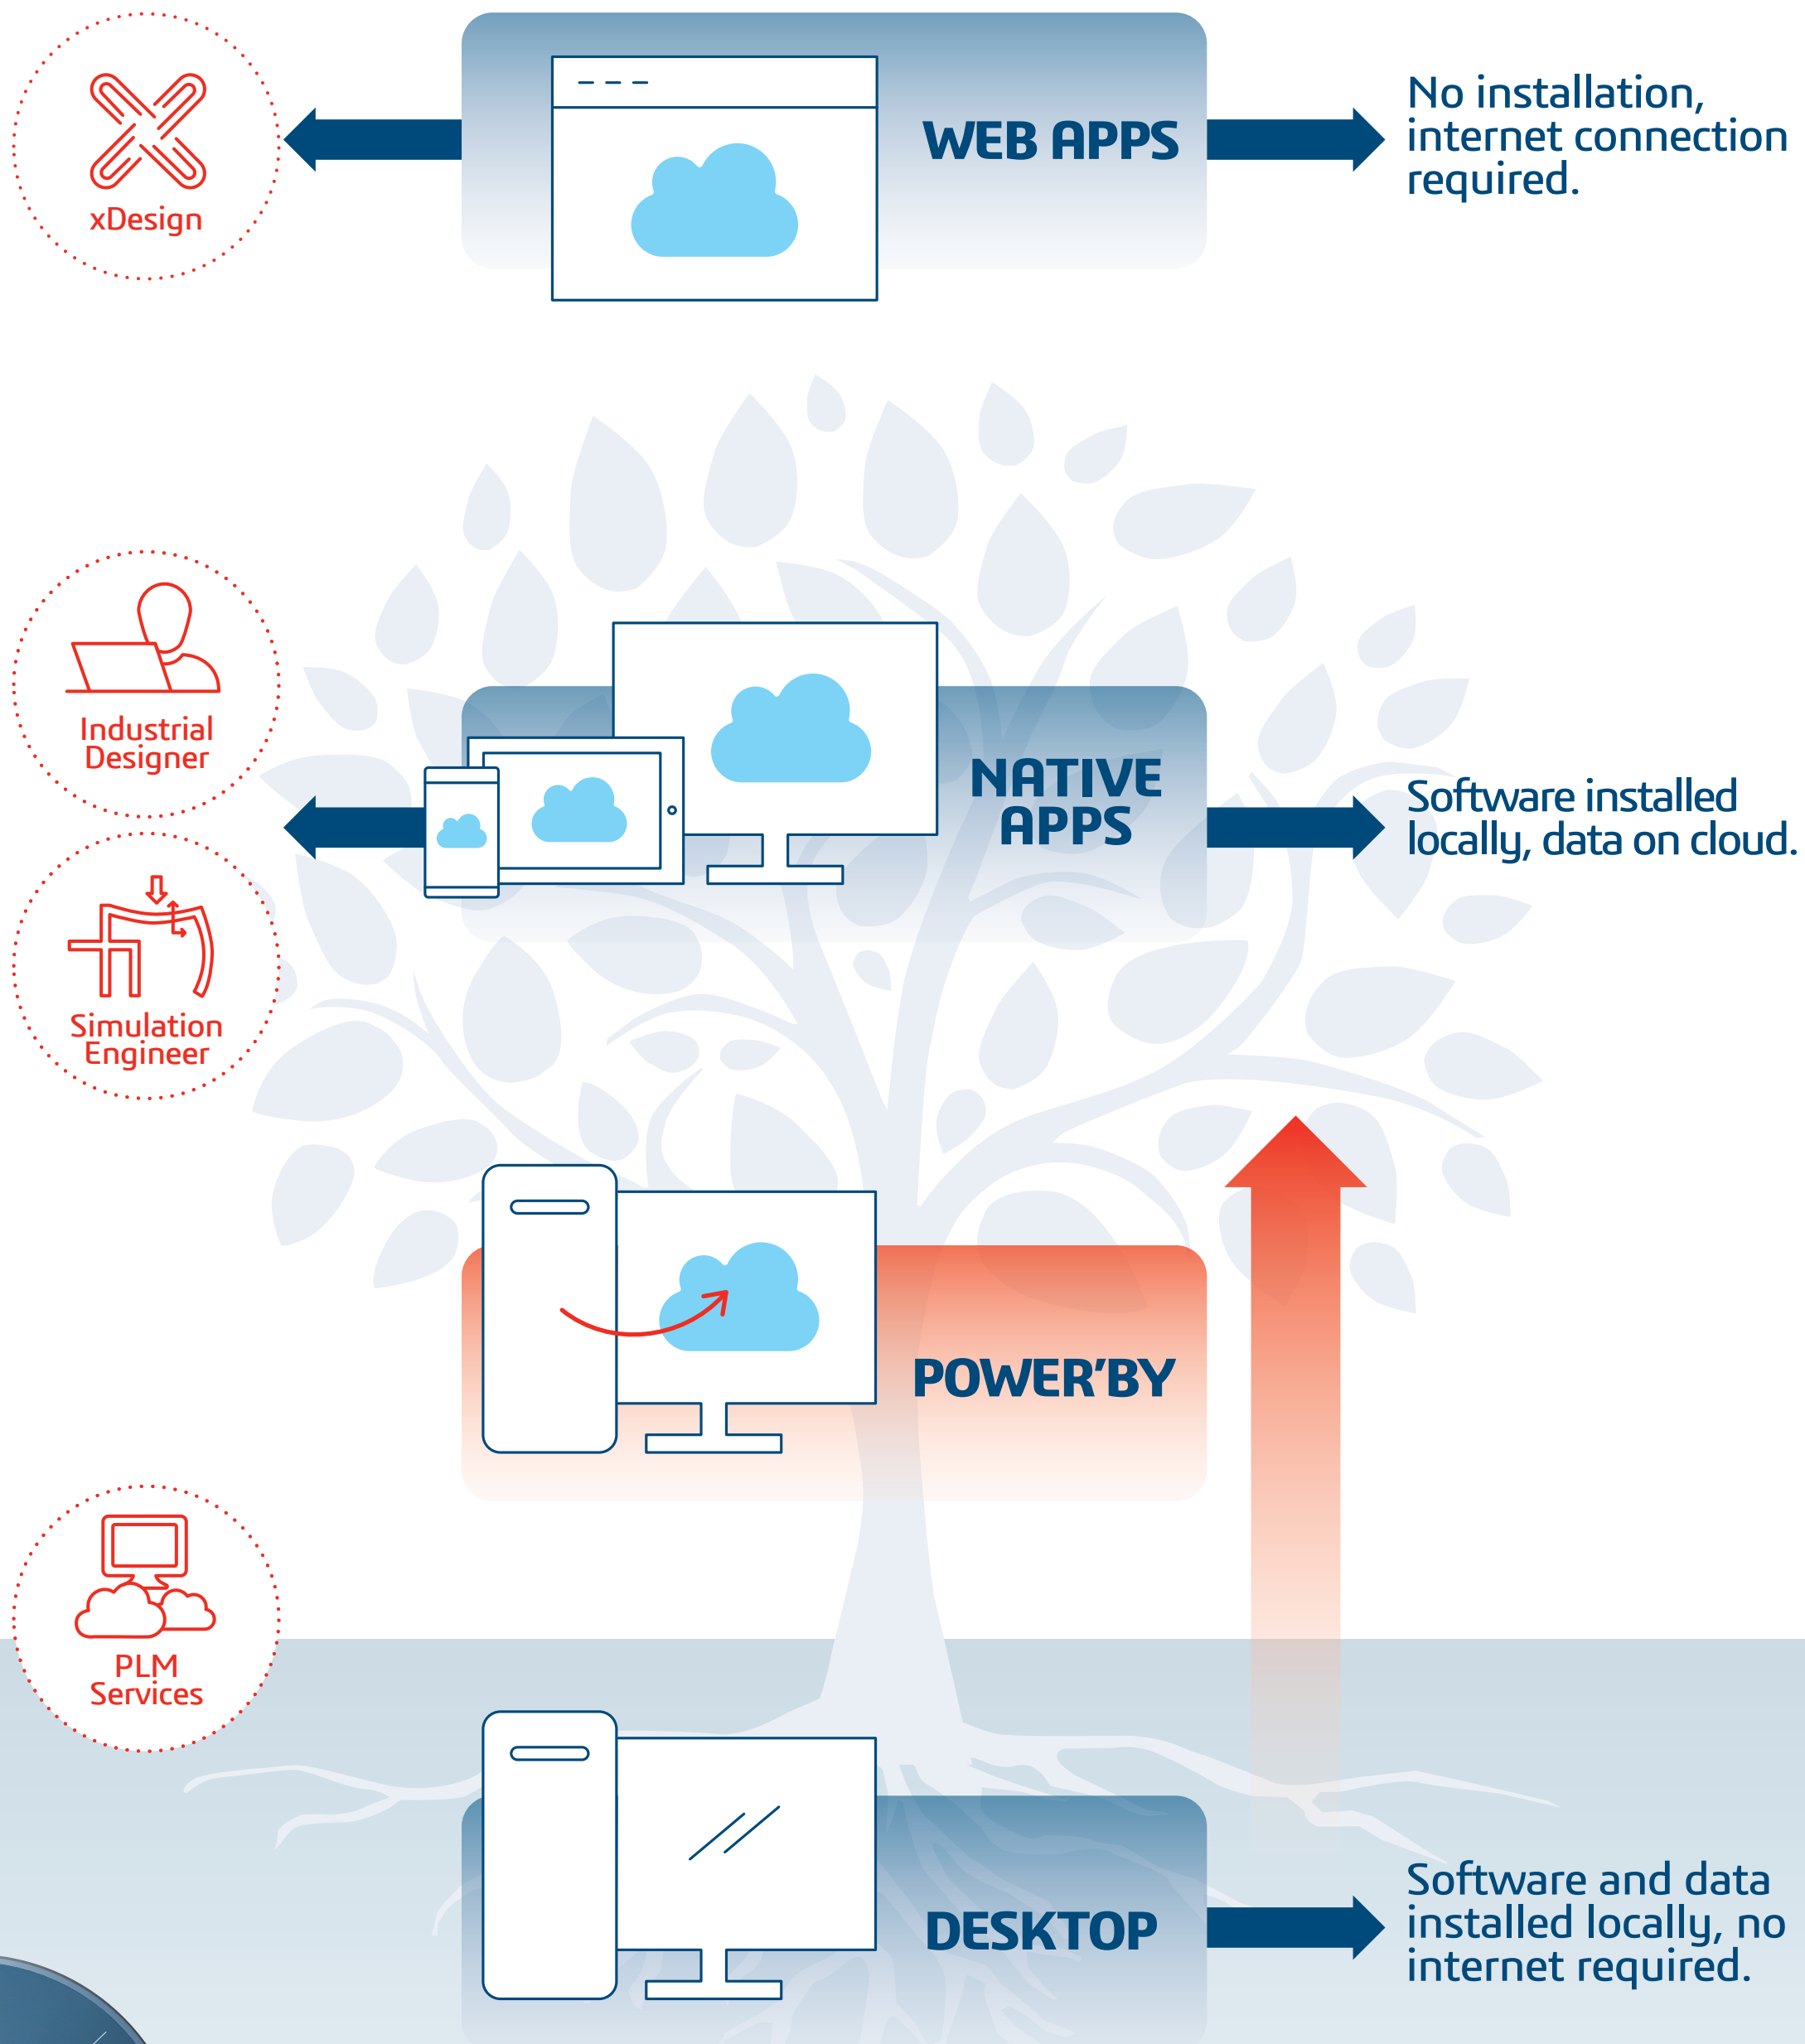 xDesign
WEB APPS
No installation,
internet connection
required.
Industrial
Designer
Simulation
Engineer
NATIVE
APPS
Software installed
locally, data on cloud.
POWER'BY
PLM
Services
DESKTOP
Software and data
installed locally, no
internet required.